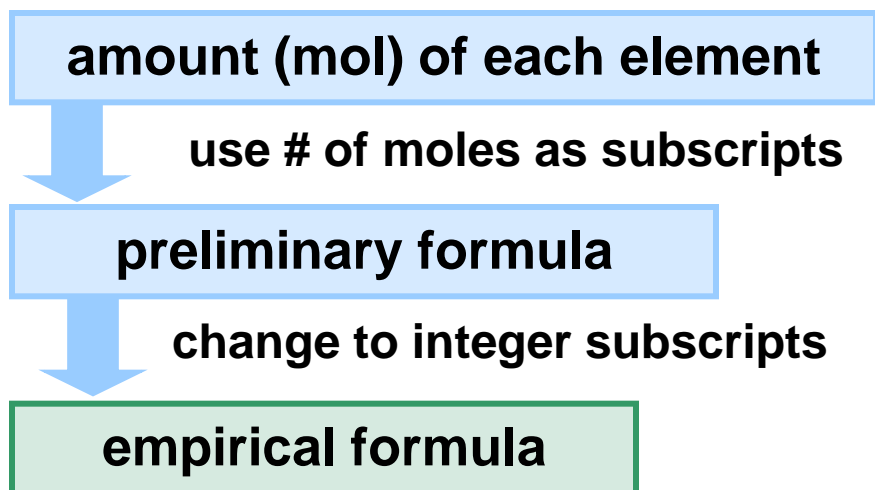 amount (mol) of each element
use # of moles as subscripts
preliminary formula
change to integer subscripts
empirical formula